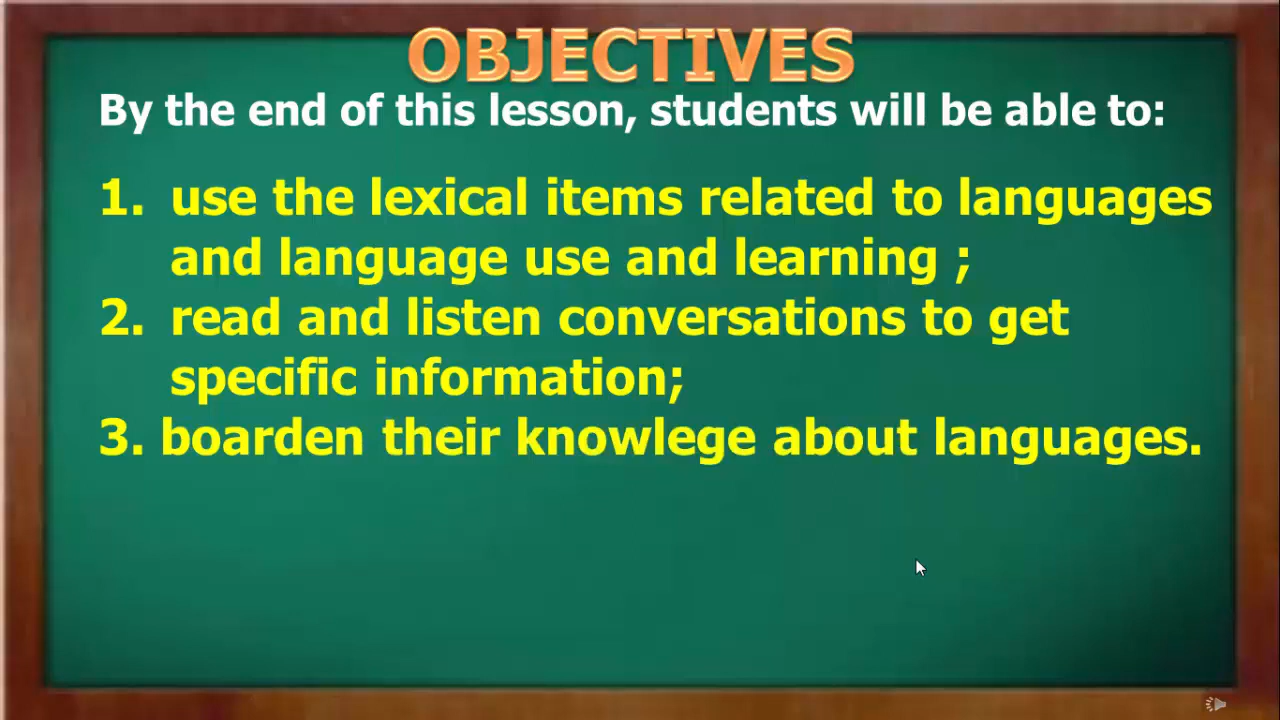 OBJECTIVES
By the end of this lesson, students will be able to:
1. use the lexical items related to languages
and language use and learning ;
2. read and listen conversations to get
specific information;
3. boarden their knowlege about languages.